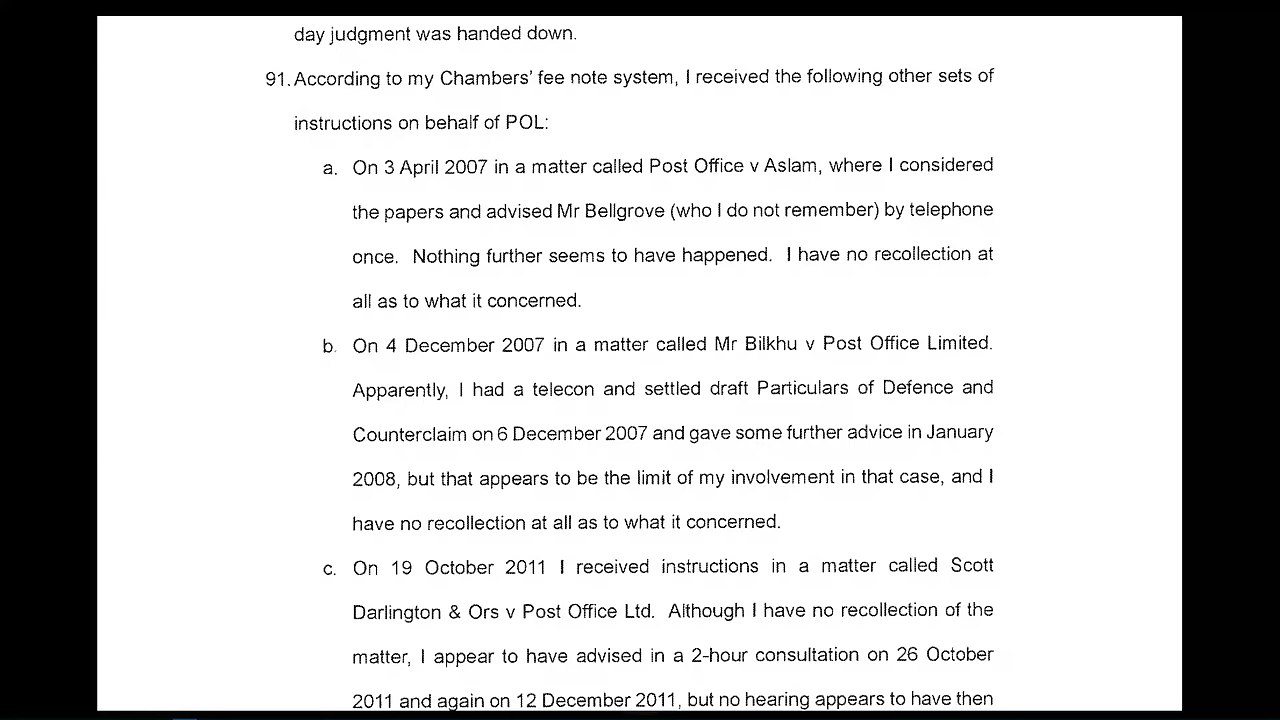 day judgment was handed down.
91. According to my Chambers' fee note system, I received the following other sets of
instructions on behalf of POL:
a. On 3 April 2007 in a matter called Post Office v Aslam, where I considered
the papers and advised Mr Bellgrove (who I do not remember) by telephone
once. Nothing further seems to have happened. I have no recollection at
all as to what it concerned.
b. On 4 December 2007 in a matter called Mr Bilkhu v Post Office Limited.
Apparently, I had a telecon and settled draft Particulars of Defence and
Counterclaim on 6 December 2007 and gave some further advice in January
2008, but that appears to be the limit of my involvement in that case, and I
have no recollection at all as to what it concerned.
c. On 19 October 2011 I received instructions in a matter called Scott
Darlington & Ors v Post Office Ltd. Although I have no recollection of the
matter, I appear to have advised in a 2-hour consultation on 26 October
2011 and again on 12 December 2011, but no hearing appears to have then